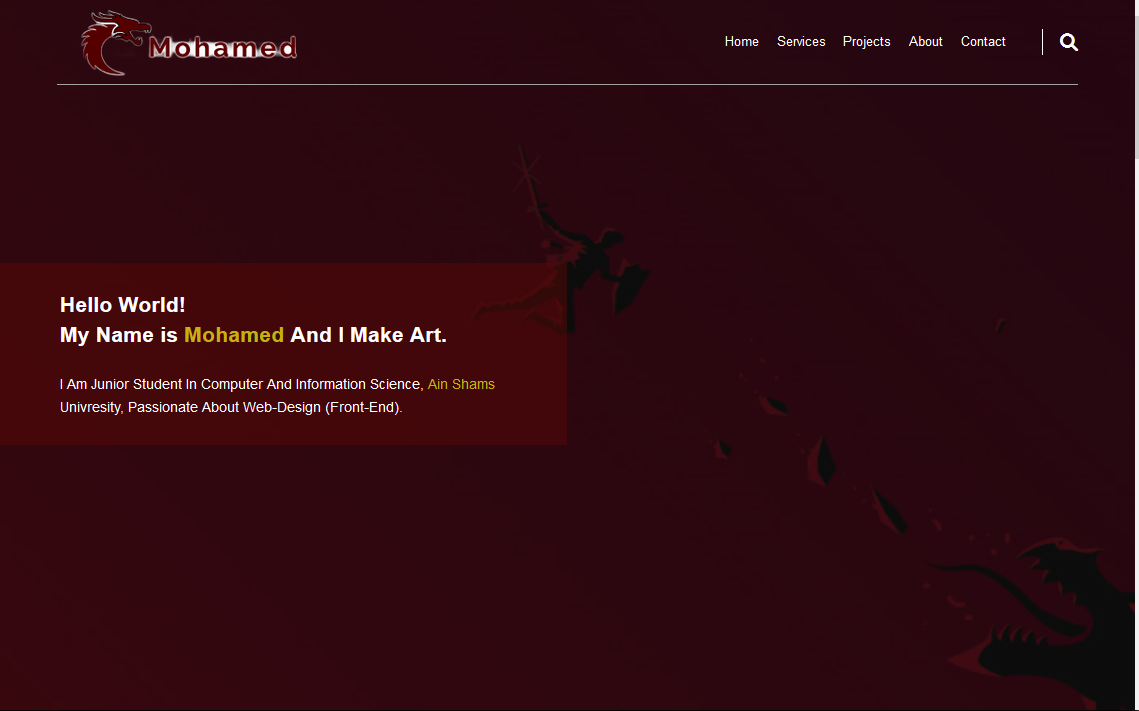 Mohamed
Home Services Projects About Contact
Hello World!
My Name is Mohamed And I Make Art.
I Am Junior Student In Computer And Information Science, Ain Shams
Univresity, Passionate About Web-Design (Front-End).